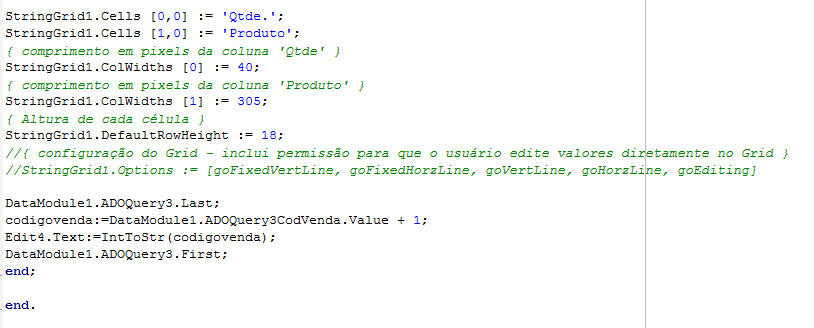 StringGrid1.Cells [0,0] := 'Qtde.';
StringGrid1.Cells [1,0] := 'Produto';
{ comprimento em pixels da coluna 'Qtde' }
StringGrid1.ColWidths [0] := 40;
{ comprimento em pixels da coluna 'Produto' }
StringGrid1.ColWidths [1] := 305;
{ Altura de cada célula }
StringGrid1.DefaultRowHeight := 18;
//{ configuração do Grid - inclui permissão para que o usuário edite valores diretamente no Grid }
//StringGrid1.Options := [goFixedVertLine, goFixedHorzLine, goVertLine, goHorzLine, goEditing]
DataModule1.ADOQuery3.Last;
codigovenda:=DataModule1.ADOQuery3CodVenda.Value + 1;
Edit4.Text:=IntToStr(codigovenda);
DataModule1.ADOQuery3.First;
end;
end.